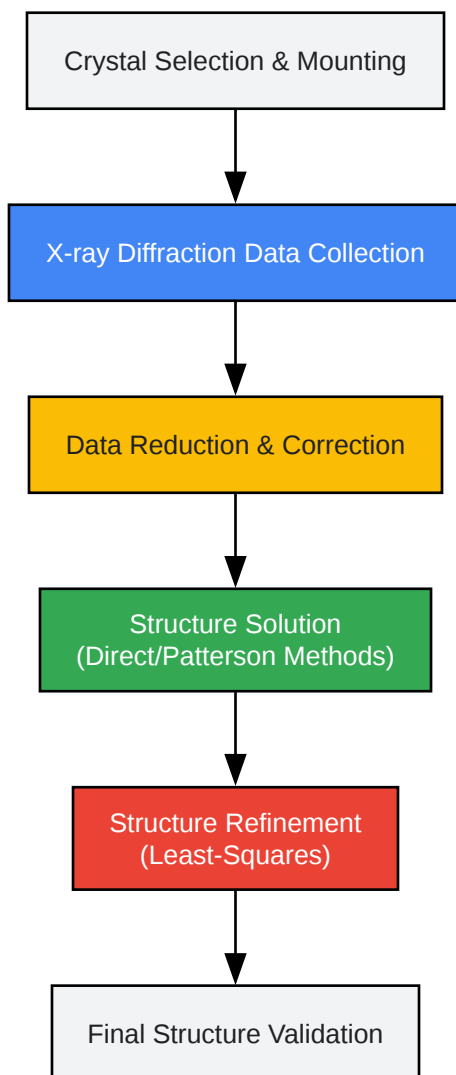 Crystal Selection & Mounting
X-ray Diffraction Data Collection
Data Reduction & Correction
Structure Solution
(Direct/Patterson Methods)
Structure Refinement
(Least-Squares)
Final Structure Validation